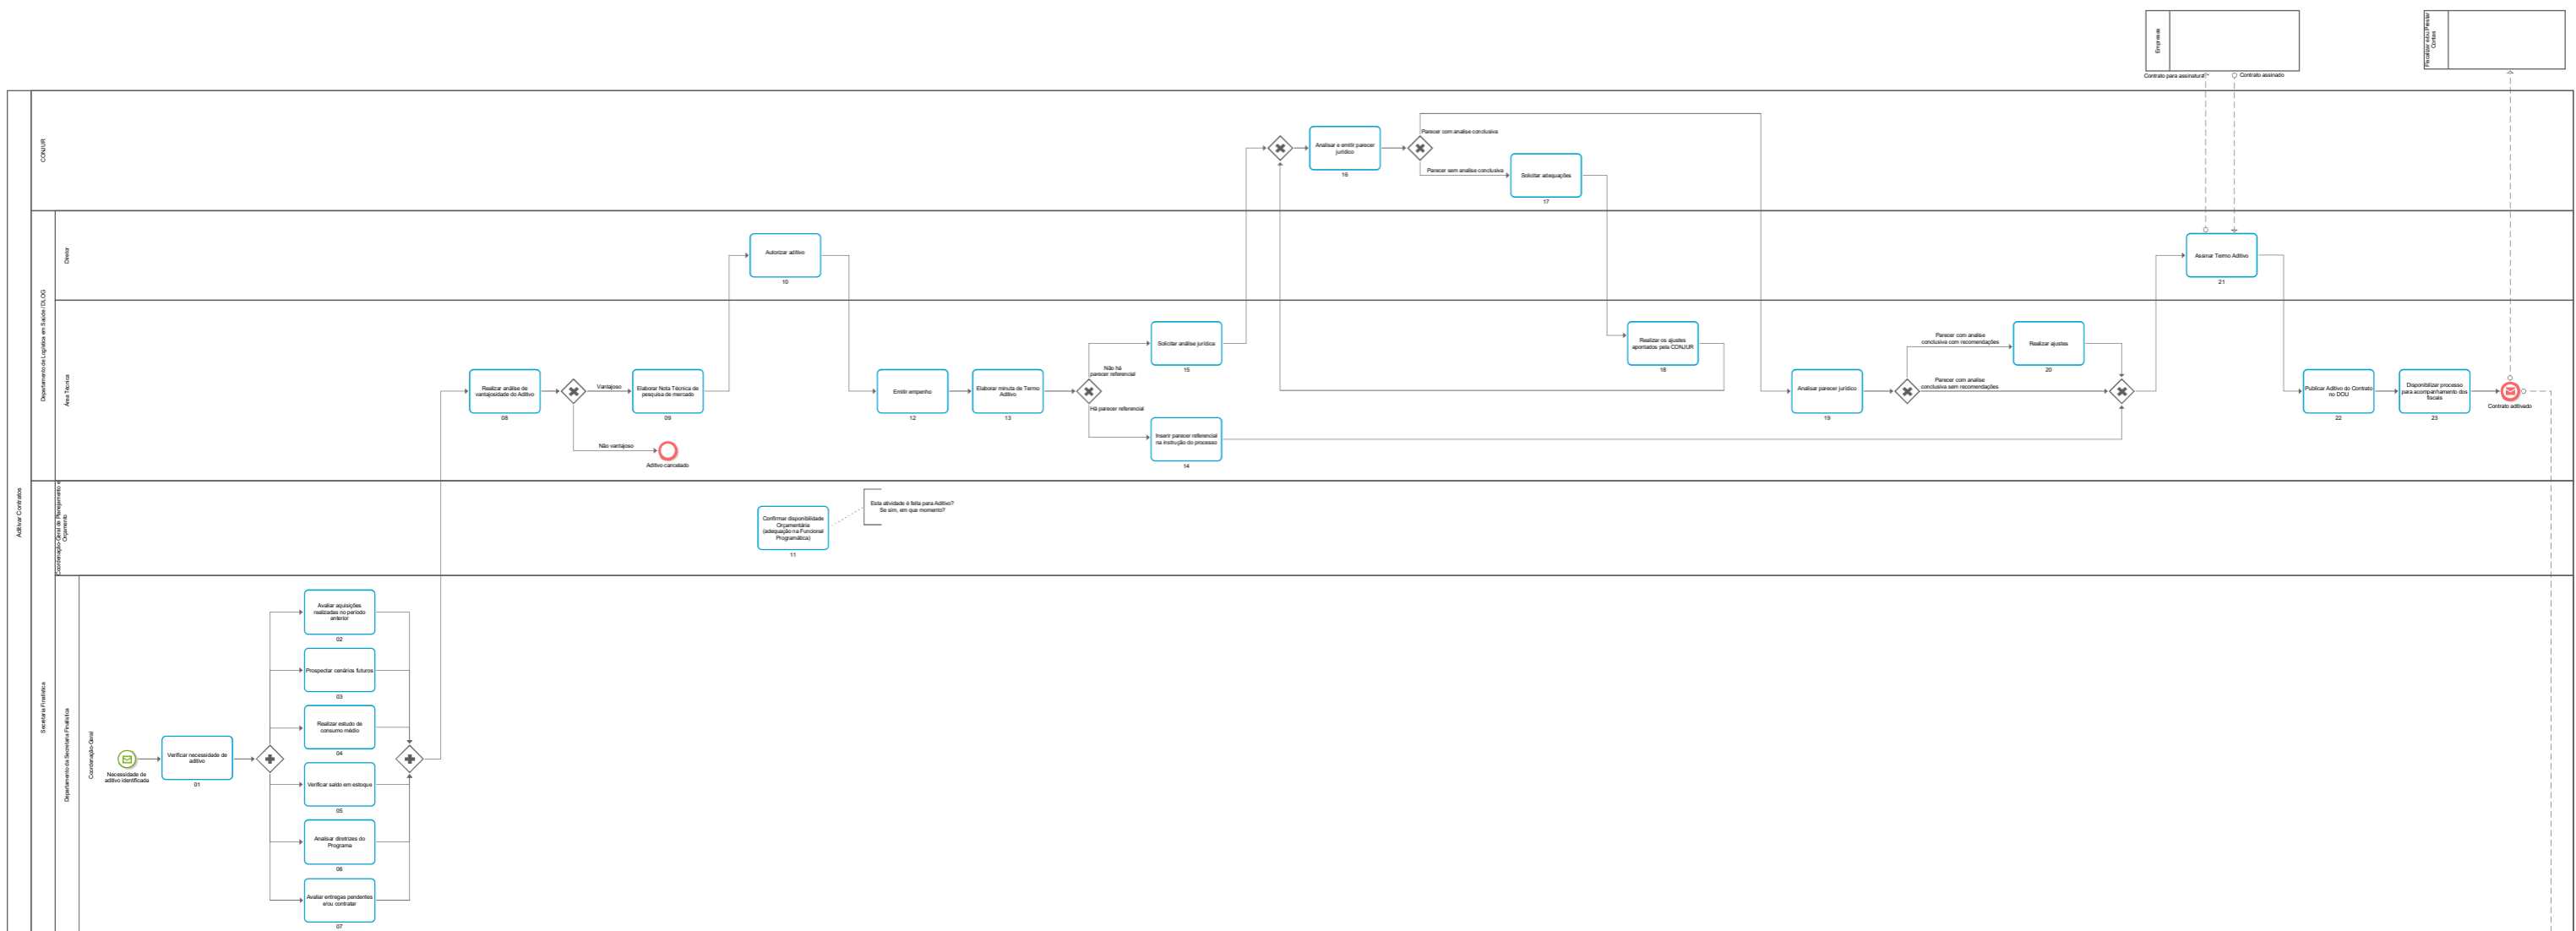 Empresas
Fiscalizar e/ou Prestar
Contas
Contrato para assinatura
Contrato assinado
Aditivar Contratos
CONJUR
Analisar e emitir parecer
jurídico
16
Parecer com analise conclusiva
Parecer sem analise conclusiva
Solicitar adequações
17
Departamento de Logística em Saúde /DLOG
Diretor
Autorizar aditivo
10
Assinar Termo Aditivo
21
Área Técnica
Realizar análise de
vantajosidade do Aditivo
08
Vantajoso
Não vantajoso
Aditivo cancelado
Elaborar Nota Técnica de
pesquisa de mercado
09
Emitir empenho
12
Elaborar minuta de Termo
Aditivo
13
Não há
parecer referencial
Há parecer referencial
Solicitar análise jurídica
15
Inserir parecer referencial
na instrução do processo
14
Realizar os ajustes
apontados pela CONJUR
18
Analisar parecer jurídico
19
Parecer com analise
conclusiva com recomendações
Parecer com analise
conclusiva sem recomendações
Realizar ajustes
20
Publicar Aditivo do Contrato
no DOU
22
Disponibilizar processo
para acompanhamento dos
fiscais
23
Contrato aditivado
Secretaria Finalística
Coordenação-Geral de Planejamento e
Orçamento
Confirmar disponibilidade
Orçamentária
(adequação na Funcional
Programática)
11
Esta atividade é feita para Aditivo?
Se sim, em que momento?
Departamento da Secretaria Finalística
Coordenação-Geral
Necessidade de
aditivo identificada
Verificar necessidade de
aditivo
01
Avaliar aquisições
realizadas no período
anterior
02
Prospectar cenários futuros
03
Realizar estudo de
consumo médio
04
Verificar saldo em estoque
05
Analisar diretrizes do
Programa
06
Avaliar entregas pendentes
e/ou contratar
07